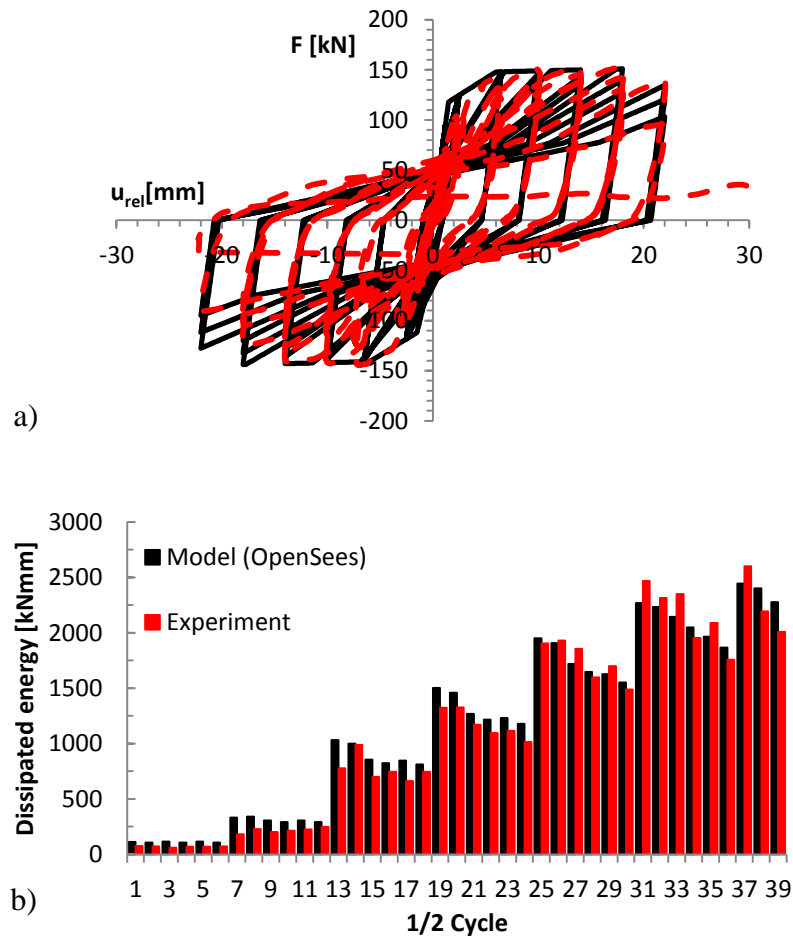 200
F [kN]
150
100
50
u_rel[mm]
0
-30 -20 -10 0 10 20 30
-50
-100
-150
-200
a)
3000
2500
2000
1500
1000
500
0
Dissipated energy [kNmm]
Model (OpenSees)
Experiment
1 3 5 7 9 11 13 15 17 19 21 23 25 27 29 31 33 35 37 39
b)
1/2 Cycle